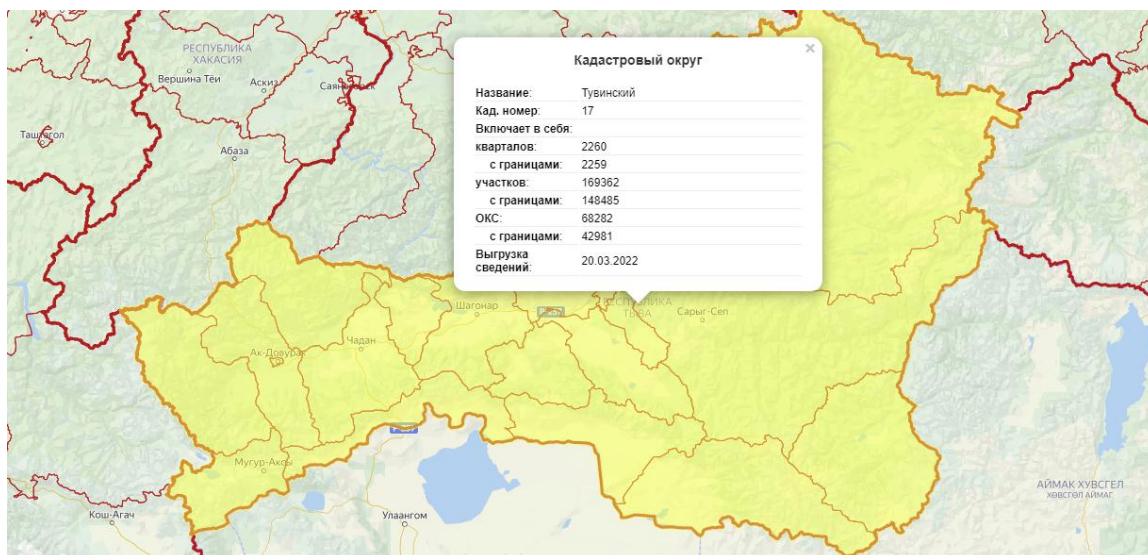 РЕСПУБЛИКА
ХАКАСИЯ
Вершина Тёи
Аскиз
Саяногорск
Таштагол
Абаза
×
Кадастровый округ
Название: Тувинский
Кад. номер: 17
Включает в себя:
кварталов: 2260
с границами: 2259
участков: 169362
с границами: 148485
ОКС: 68282
с границами: 42981
Выгрузка
сведений: 20.03.2022
Шагонар
РЕСПУБЛИКА
ТЫВА
Сарыг-Сеп
Чадан
Ак-Довурак
Мугур-Аксы
Кош-Агач
Улаангом
АЙМАК ХУВСГЕЛ
ХӨВСГӨЛ АЙМАГ